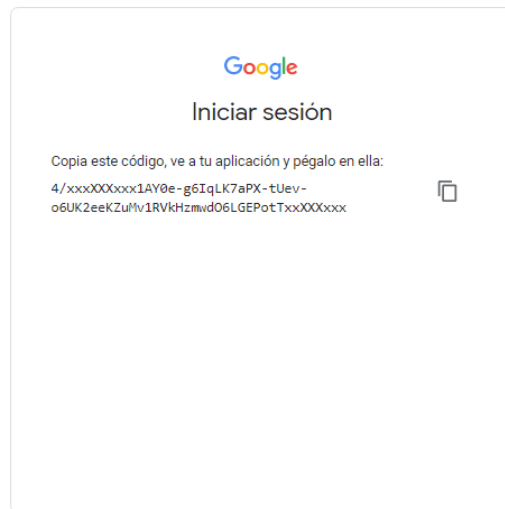 Google
Iniciar sesión
Copia este código, ve a tu aplicación y pégalo en ella:
4/xxxXXXxxx1AY0e-g6IqLK7aPX-tUev-
o6UK2eeKZuMv1RVkHzmwdO6LGEPotTxxXXXxxx